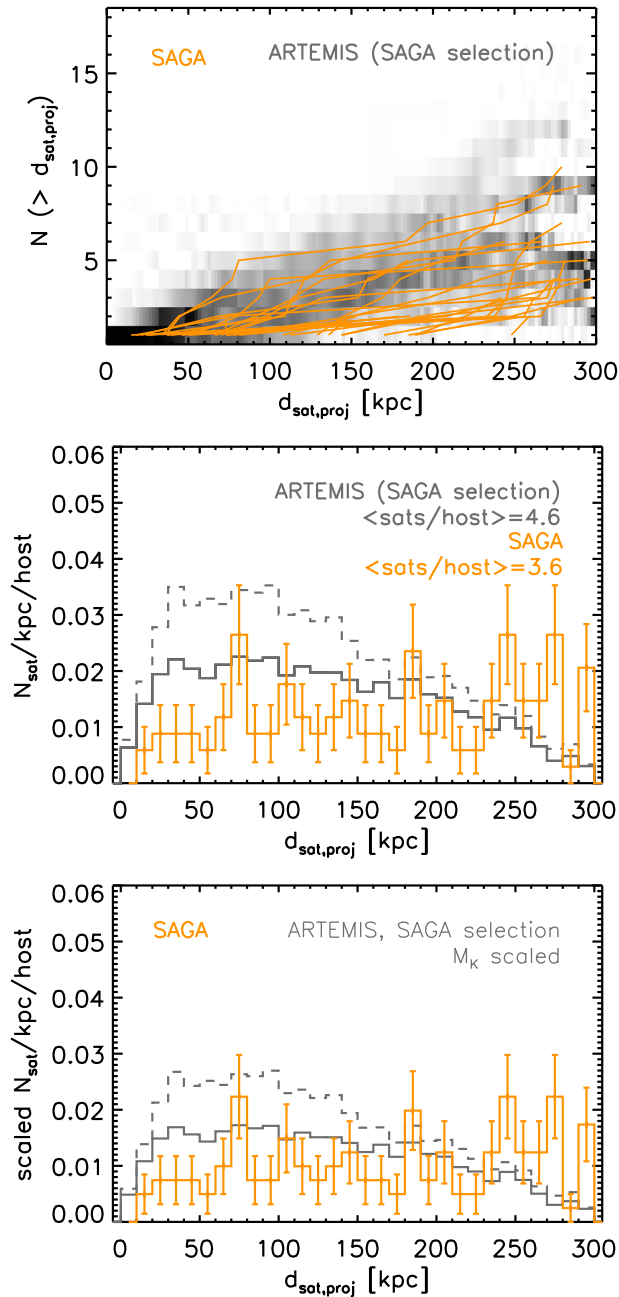 SAGA
ARTEMIS (SAGA selection)
N (> d_sat,proj)
15
10
5
0
50
100
150
200
250
300
d_sat,proj [kpc]
ARTEMIS (SAGA selection)
<sats/host>=4.6
SAGA
<sats/host>=3.6
N_sat/kpc/host
0.06
0.05
0.04
0.03
0.02
0.01
0.00
0
50
100
150
200
250
300
d_sat,proj [kpc]
SAGA
ARTEMIS, SAGA selection
M_K scaled
scaled N_sat/kpc/host
0.06
0.05
0.04
0.03
0.02
0.01
0.00
0
50
100
150
200
250
300
d_sat,proj [kpc]